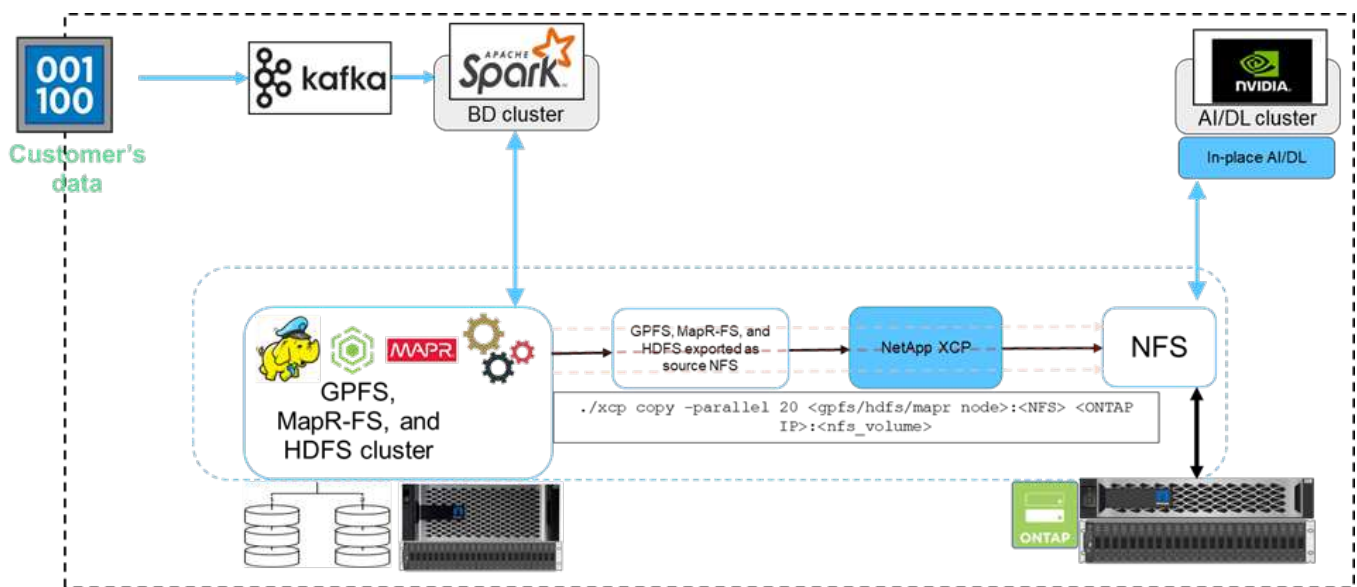 001
100
Customer's
data
kafka
APACHE
Spark
BD cluster
NVIDIA.
AI/DL cluster
In-place AI/DL
MAPR
GPFS,
MapR-FS, and
HDFS cluster
GPFS, MapR-FS, and
HDFS exported as
source NFS
NetApp XCP
NFS
./xcp copy -parallel 20 <gpfs/hdfs/mapr node>:<NFS> <ONTAP
IP>:<nfs_volume>
ONTAP